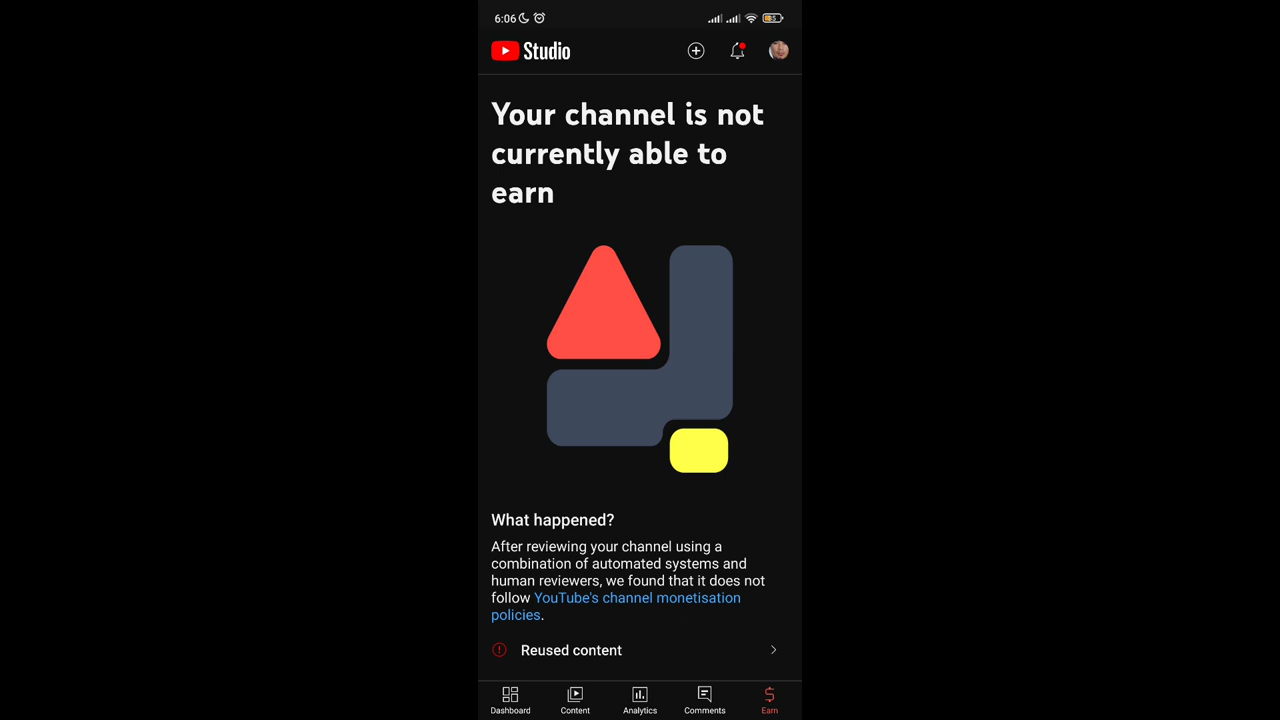 6:06
Studio
Your channel is not
currently able to
earn
What happened?
After reviewing your channel using a
combination of automated systems and
human reviewers, we found that it does not
follow YouTube's channel monetisation
policies.
Reused content
Dashboard
Content
Analytics
Comments
Earn